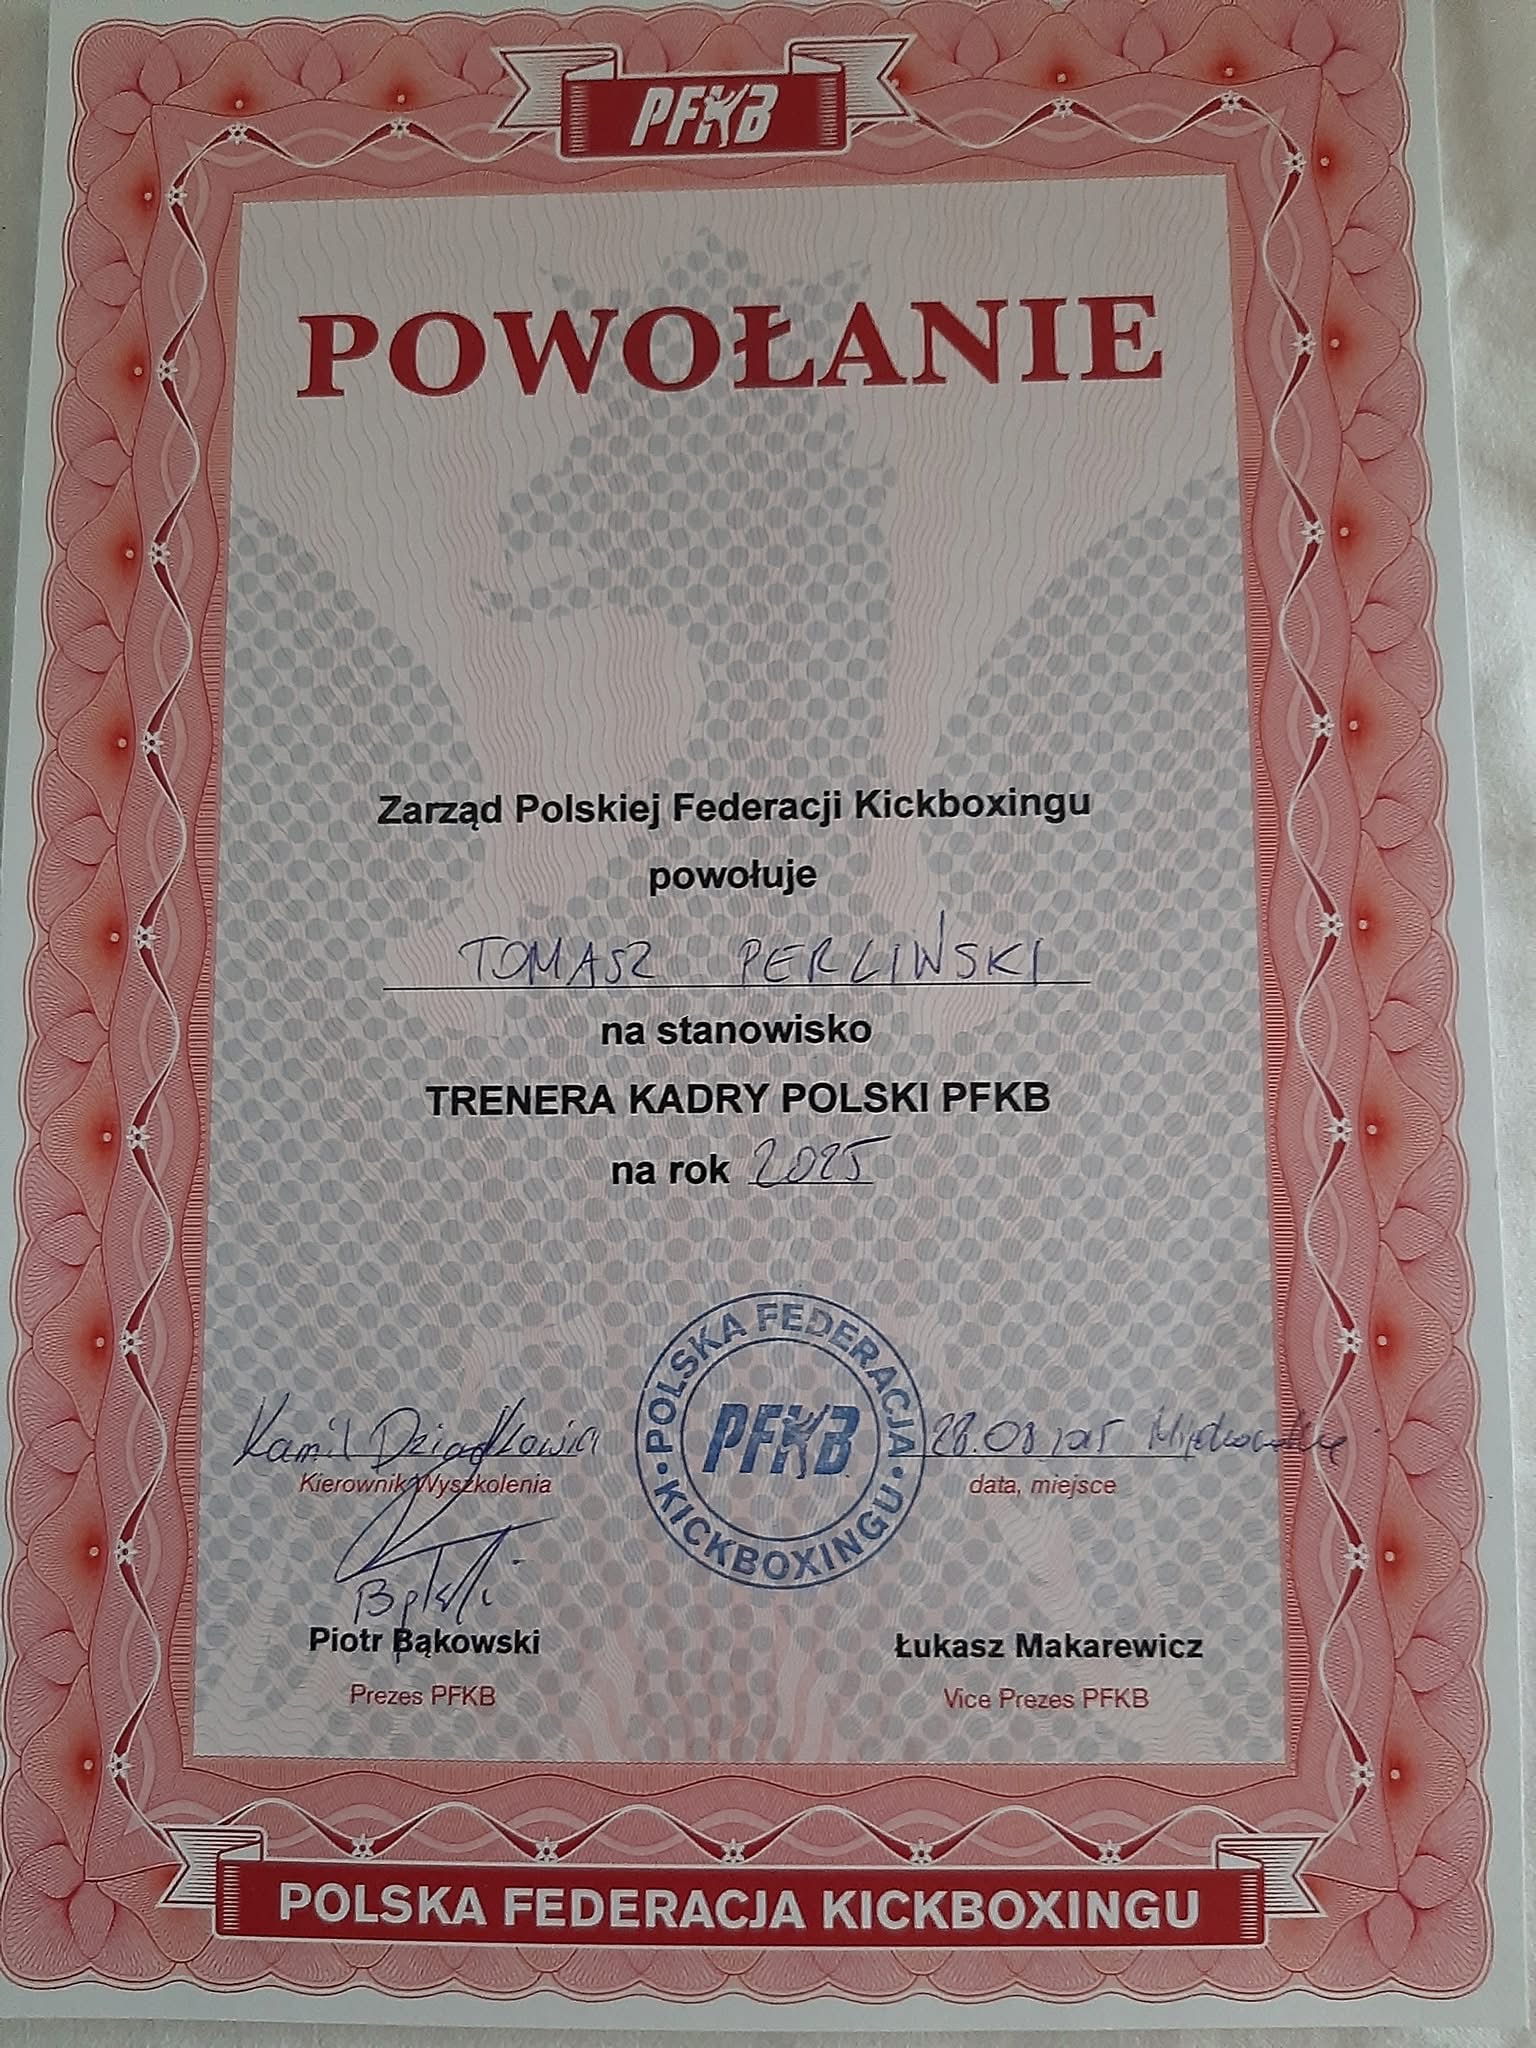 PFKB
POWOŁANIE
Zarząd Polskiej Federacji Kickboxingu
powołuje
TOMASZ PERLIŃSKI
na stanowisko
TRENERA KADRY POLSKI PFKB
na rok 2025
POLSKA FEDERACJA
PFKB
KICKBOXINGU
Kamil Dziadkowiec
28.08.2025
Kierownik Wyszkolenia
data, miejsce
Piotr Bąkowski
Łukasz Makarewicz
Prezes PFKB
Vice Prezes PFKB
POLSKA FEDERACJA KICKBOXINGU